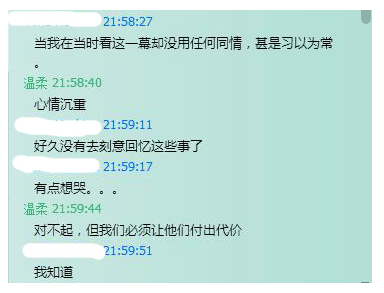 21:58:27
当我在当时看这一幕却没用任何同情，甚是习以为常
。
温柔 21:58:40
心情沉重
21:59:11
好久没有去刻意回忆这些事了
21:59:17
有点想哭。。。
温柔 21:59:44
对不起，但我们必须让他们付出代价
21:59:51
我知道